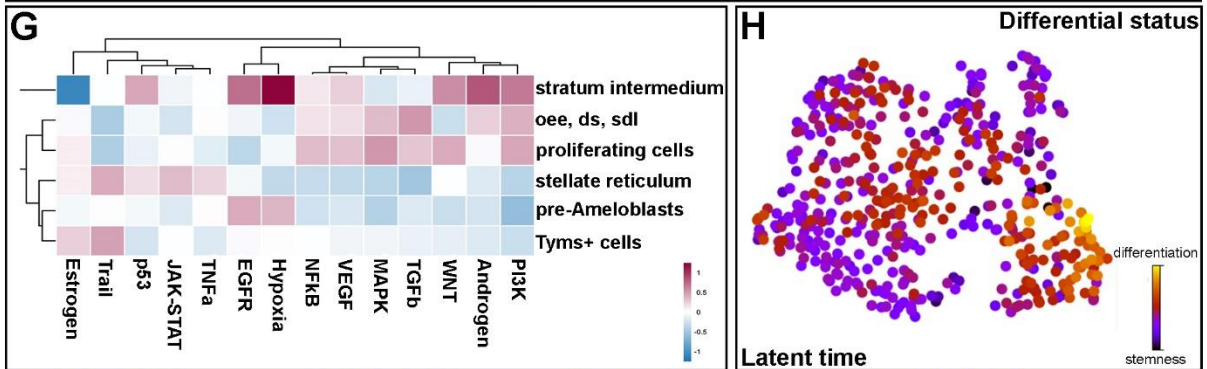 G
stratum intermedium
oee, ds, sdl
proliferating cells
stellate reticulum
pre-Ameloblasts
Tyms+ cells
Estrogen
Trail
p53
JAK-STAT
TNFa
EGFR
Hypoxia
NFkB
VEGF
MAPK
TGFb
WNT
Androgen
PI3K
1
0.5
0
-0.5
-1
H
Differential status
differentiation
stemness
Latent time